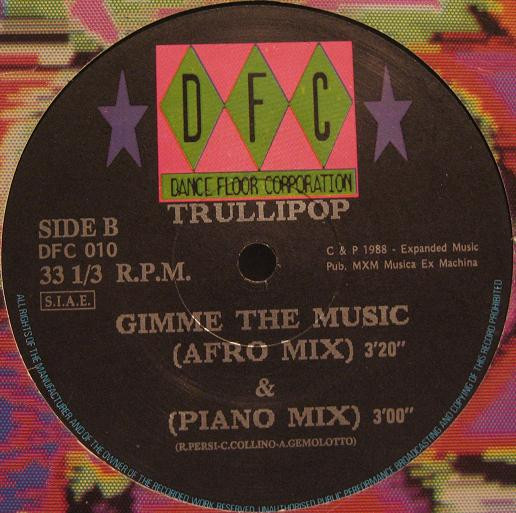 D F C
DANCE FLOOR CORPORATION
TRULLIPOP
SIDE B
DFC 010
33 1/3 R.P.M.
S.I.A.E.
C & P 1988 - Expanded Music
Pub. MXM Musica Ex Machina
GIMME THE MUSIC
(AFRO MIX) 3'20"
&
(PIANO MIX) 3'00"
(R.PERSI-C.COLLINO-A.GEMOLOTTO)
ALL RIGHTS OF THE MANUFACTURER AND OF THE OWNER OF THE RECORDED WORK RESERVED. UNAUTHORISED PUBLIC PERFORMANCE BROADCASTING AND COPYING OF THIS RECORD PROHIBITED